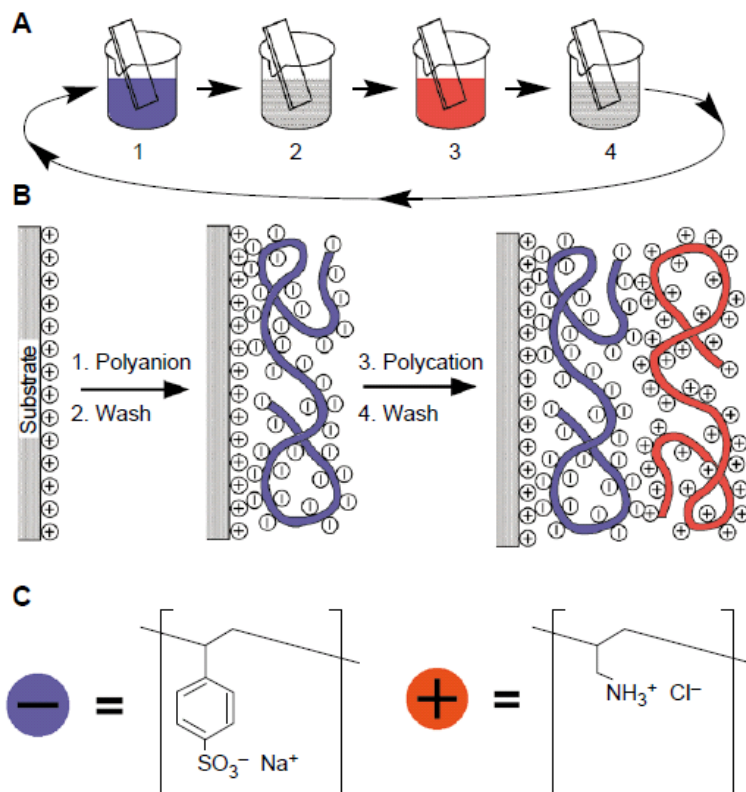 A
1 2 3 4
B
Substrate
1. Polyanion
2. Wash
3. Polycation
4. Wash
C
− = SO₃⁻ Na⁺
+ = NH₃⁺ Cl⁻